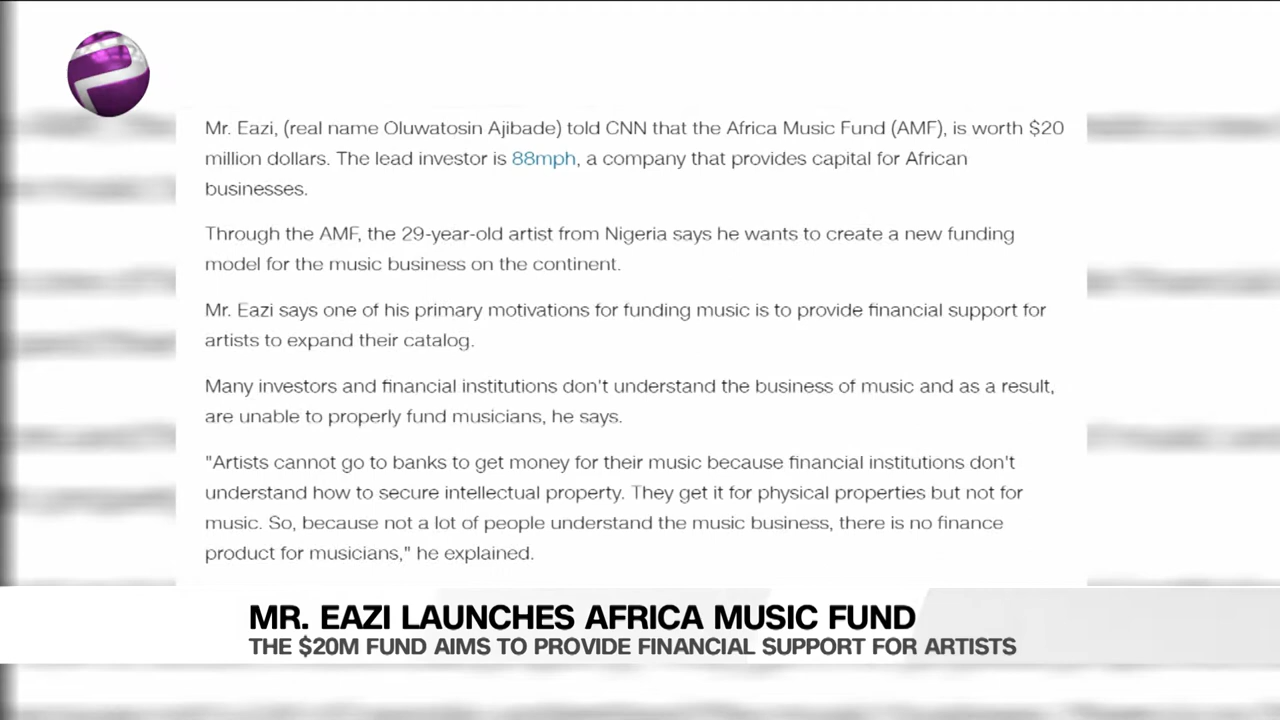 Mr. Eazi, (real name Oluwatosin Ajibade) told CNN that the Africa Music Fund (AMF), is worth $20
million dollars. The lead investor is 88mph, a company that provides capital for African
businesses.
Through the AMF, the 29-year-old artist from Nigeria says he wants to create a new funding
model for the music business on the continent.
Mr. Eazi says one of his primary motivations for funding music is to provide financial support for
artists to expand their catalog.
Many investors and financial institutions don't understand the business of music and as a result,
are unable to properly fund musicians, he says.
"Artists cannot go to banks to get money for their music because financial institutions don't
understand how to secure intellectual property. They get it for physical properties but not for
music. So, because not a lot of people understand the music business, there is no finance
product for musicians," he explained.
MR. EAZI LAUNCHES AFRICA MUSIC FUND
THE $20M FUND AIMS TO PROVIDE FINANCIAL SUPPORT FOR ARTISTS